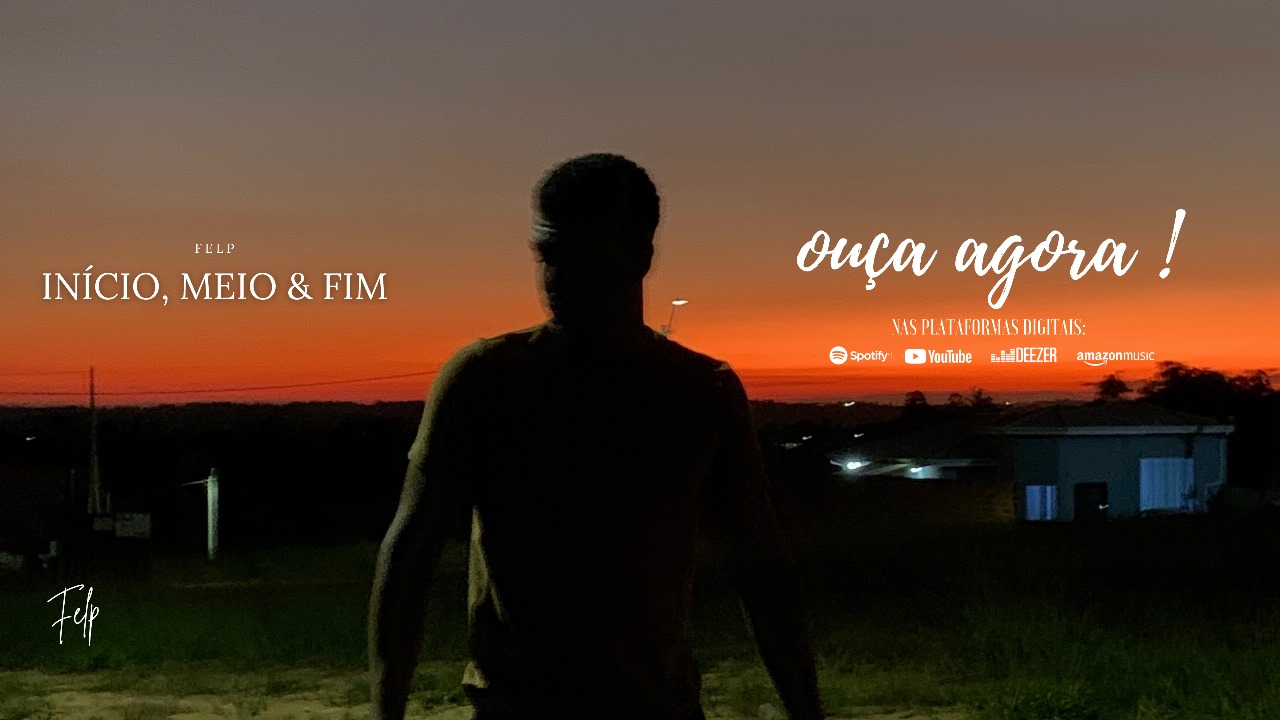 FELP
INÍCIO, MEIO & FIM
ouça agora !
NAS PLATAFORMAS DIGITAIS:
Spotify YouTube DEEZER amazon music
Felp